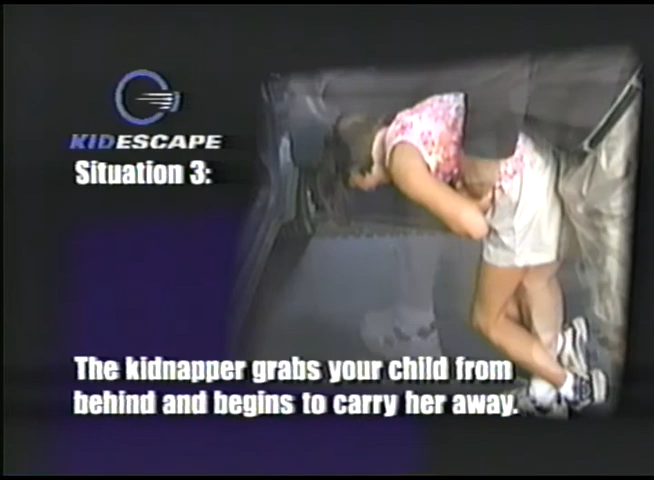 KIDESCAPE
Situation 3:
The kidnapper grabs your child from
behind and begins to carry her away.